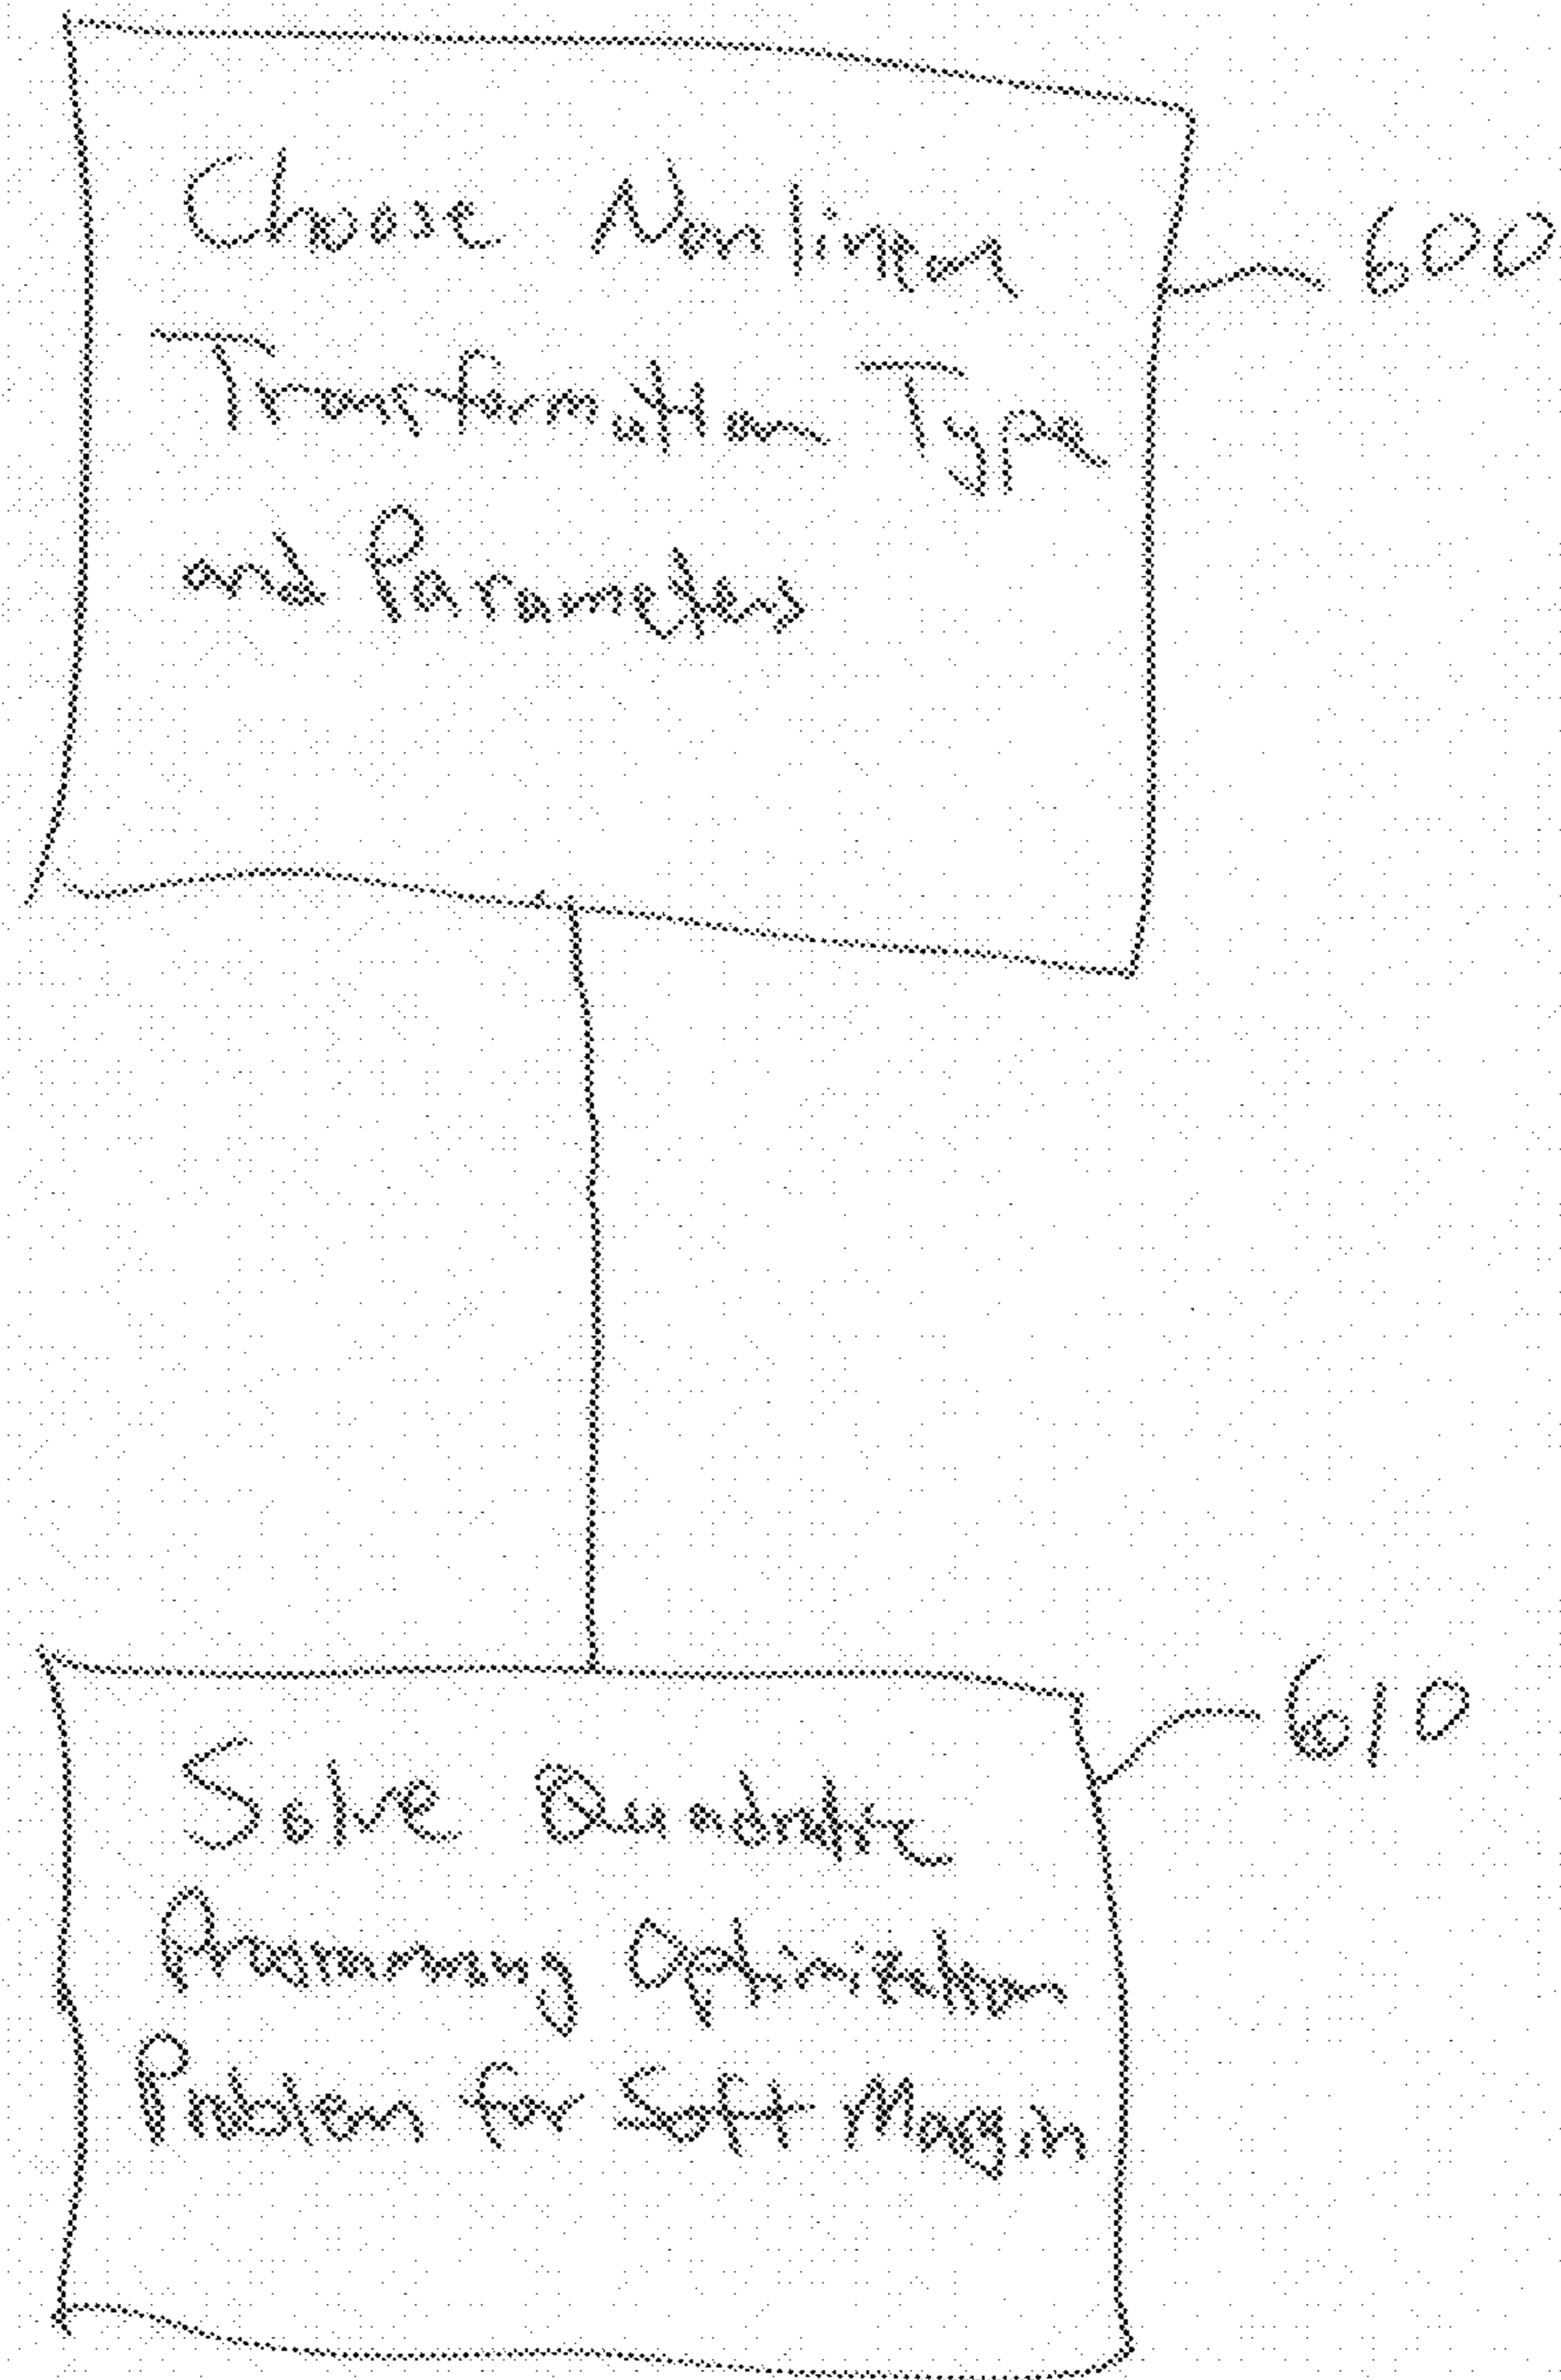 Choose Nonlinear
600
Transformation Type
and Parameters
610
Solve Quadratic
Programming Optimization
Problem for Soft Margin